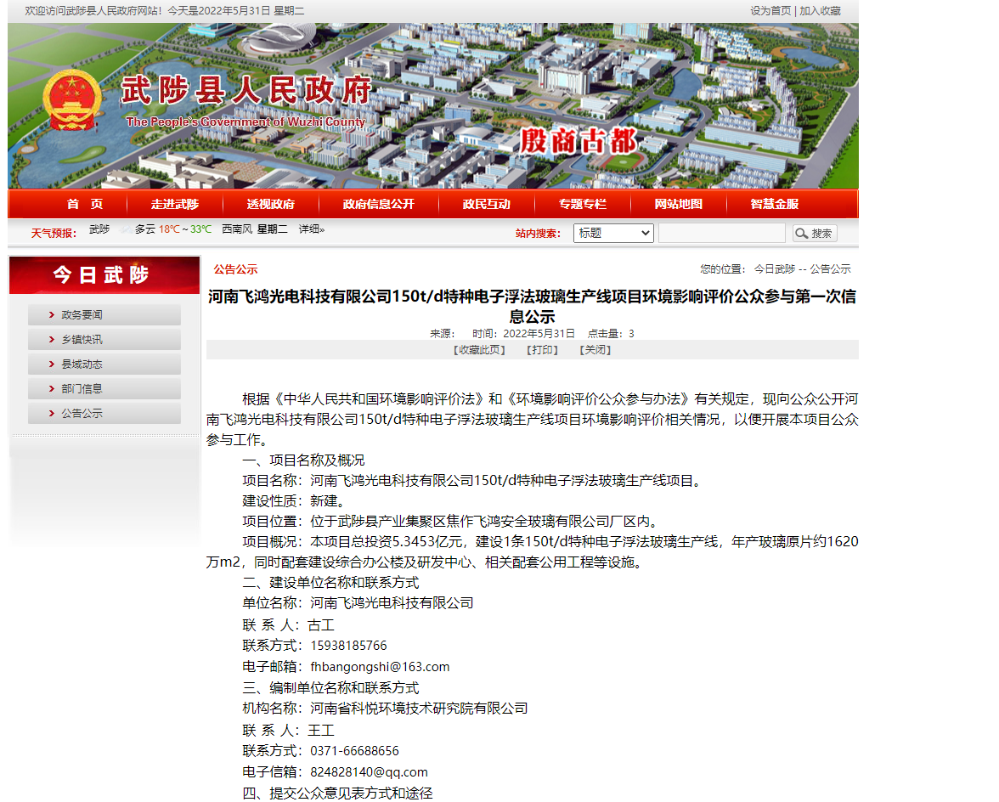 欢迎访问武陟县人民政府网站！今天是2022年5月31日 星期二
设为首页 | 加入收藏
武陟县人民政府
The People's Government of Wuzhi County
殷商古都
首 页 走进武陟 透视政府 政府信息公开 政民互动 专题专栏 网站地图 智慧金服
天气预报： 武陟 多云 18℃～33℃ 西南风 星期二 详细»
站内搜索： 标题 搜索
今日武陟
政务要闻
乡镇快讯
县域动态
部门信息
公告公示
公告公示
您的位置： 今日武陟 -- 公告公示
河南飞鸿光电科技有限公司150t/d特种电子浮法玻璃生产线项目环境影响评价公众参与第一次信
息公示
来源： 时间：2022年5月31日 点击量：3
【收藏此页】 【打印】 【关闭】
根据《中华人民共和国环境影响评价法》和《环境影响评价公众参与办法》有关规定，现向公众公开河
南飞鸿光电科技有限公司150t/d特种电子浮法玻璃生产线项目环境影响评价相关情况，以便开展本项目公众
参与工作。
一、项目名称及概况
项目名称：河南飞鸿光电科技有限公司150t/d特种电子浮法玻璃生产线项目。
建设性质：新建。
项目位置：位于武陟县产业集聚区焦作飞鸿安全玻璃有限公司厂区内。
项目概况：本项目总投资5.3453亿元，建设1条150t/d特种电子浮法玻璃生产线，年产玻璃原片约1620
万m2，同时配套建设综合办公楼及研发中心、相关配套公用工程等设施。
二、建设单位名称和联系方式
单位名称：河南飞鸿光电科技有限公司
联 系 人：古工
联系方式：15938185766
电子邮箱：fhbangongshi@163.com
三、编制单位名称和联系方式
机构名称：河南省科悦环境技术研究院有限公司
联 系 人：王工
联系方式：0371-66688656
电子信箱：824828140@qq.com
四、提交公众意见表方式和途径